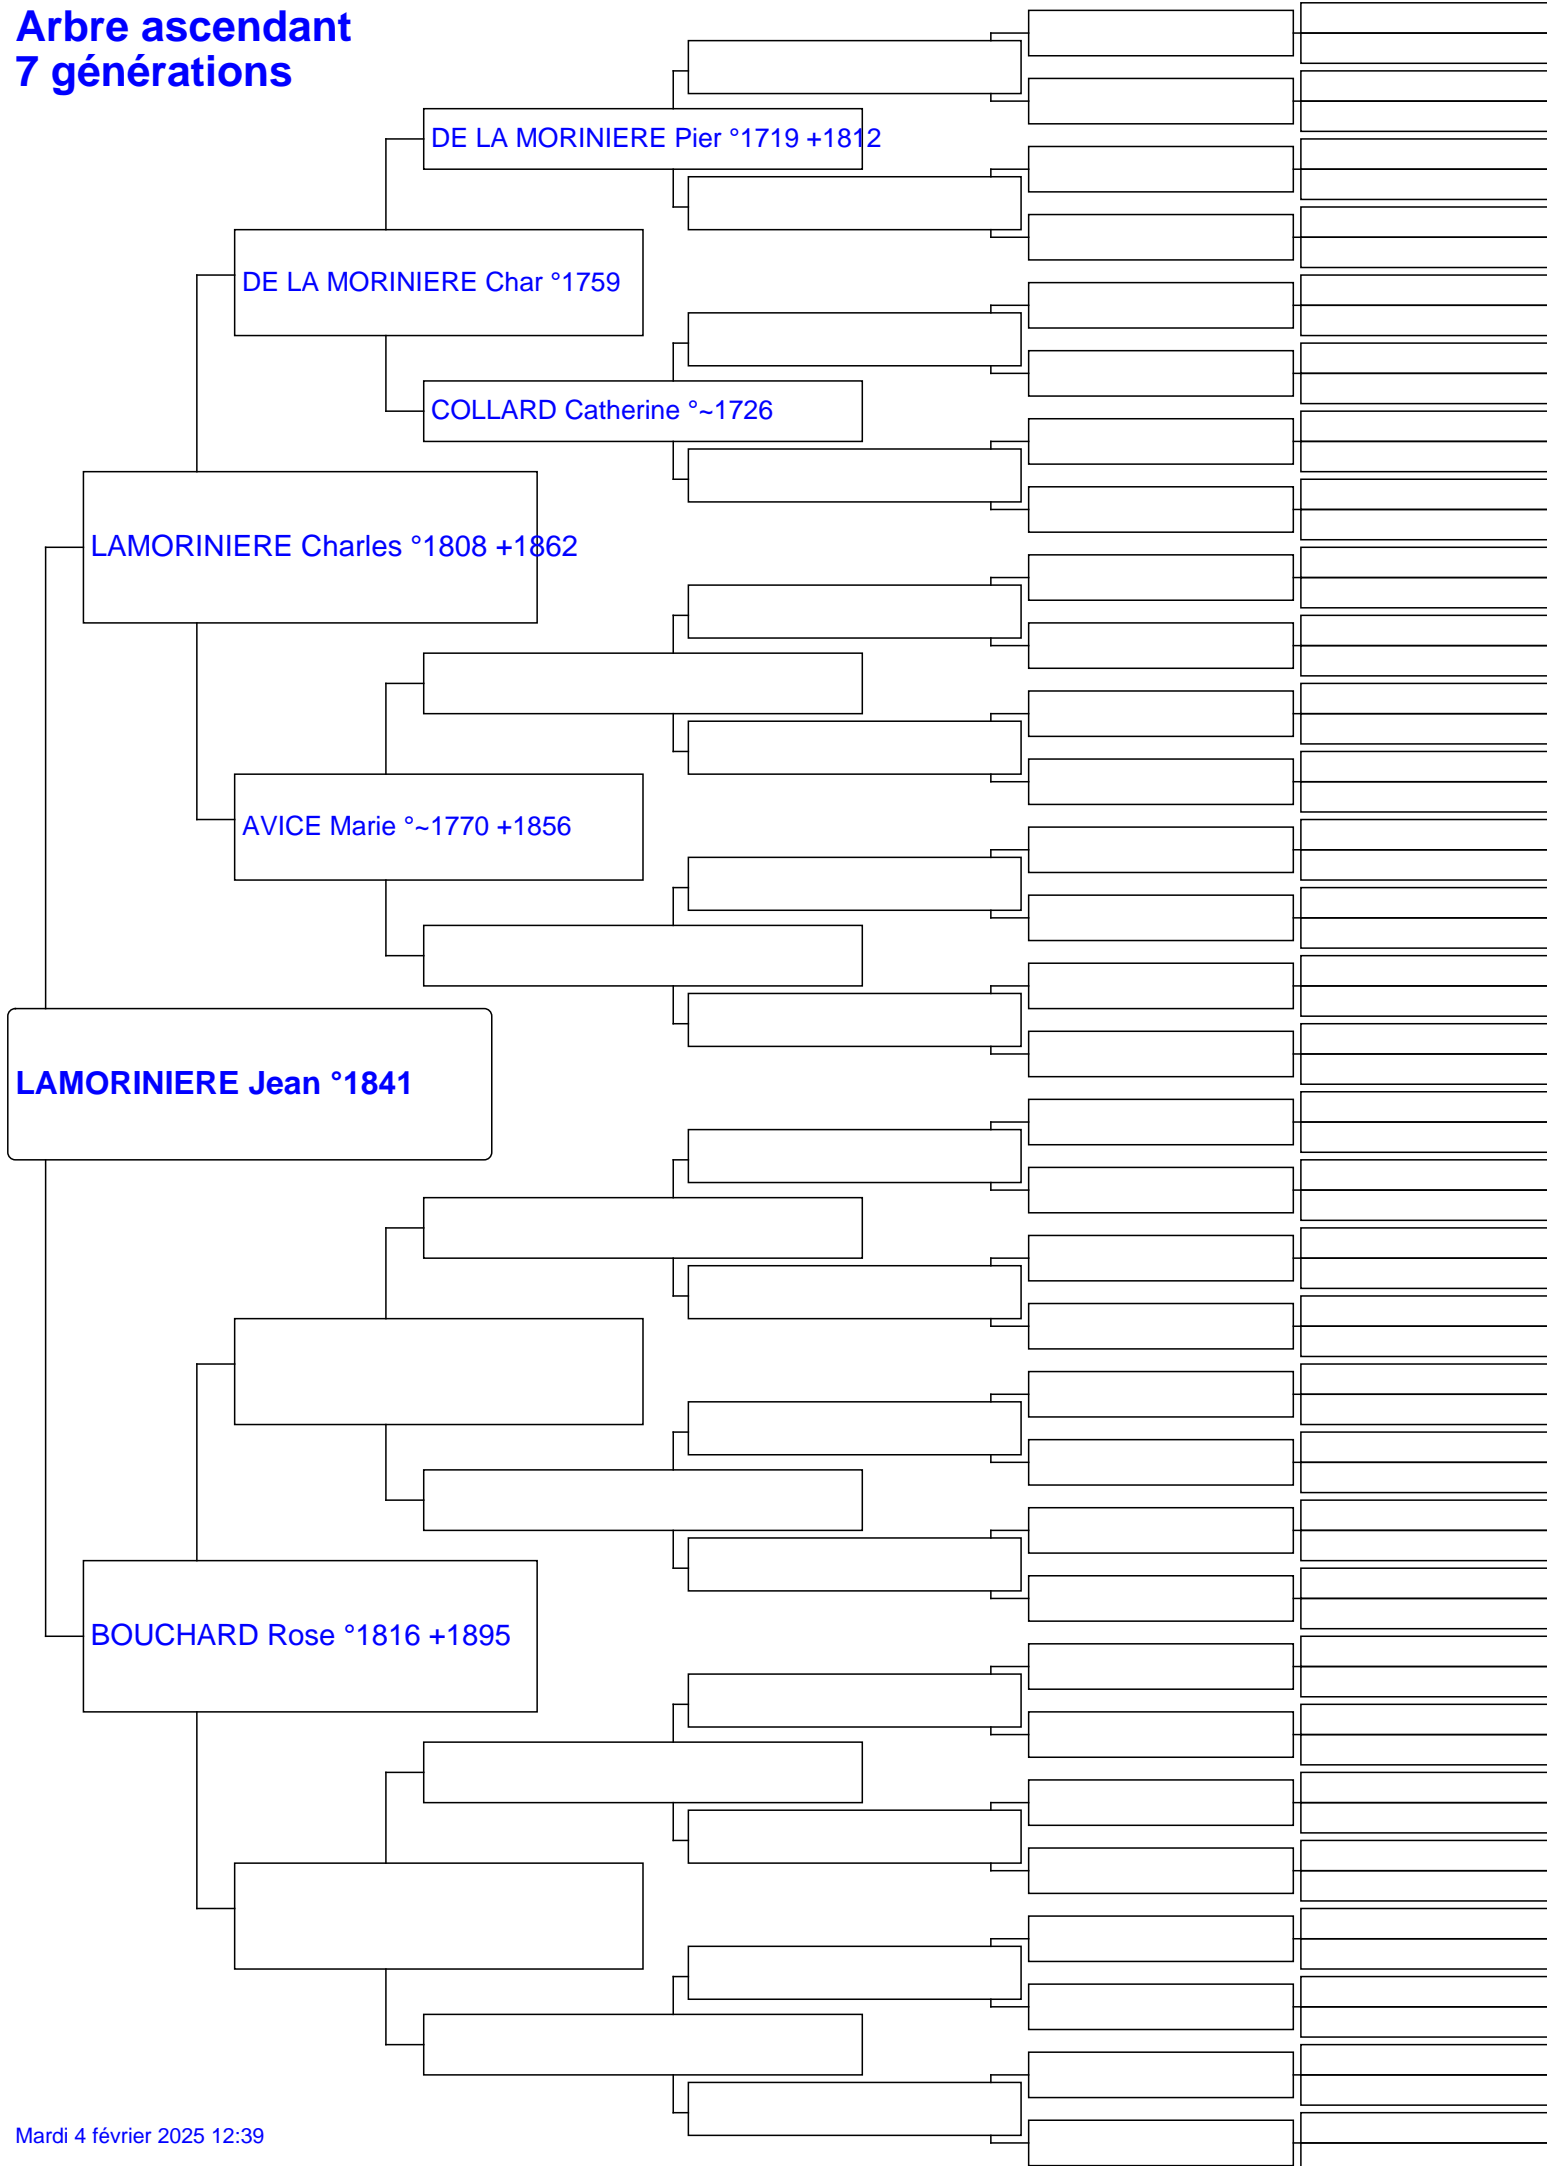 Arbre ascendant
7 générations
DE LA MORINIERE Pier °1719 +1812
DE LA MORINIERE Char °1759
COLLARD Catherine °~1726
LAMORINIERE Charles °1808 +1862
AVICE Marie °~1770 +1856
LAMORINIERE Jean °1841
BOUCHARD Rose °1816 +1895
Mardi 4 février 2025 12:39